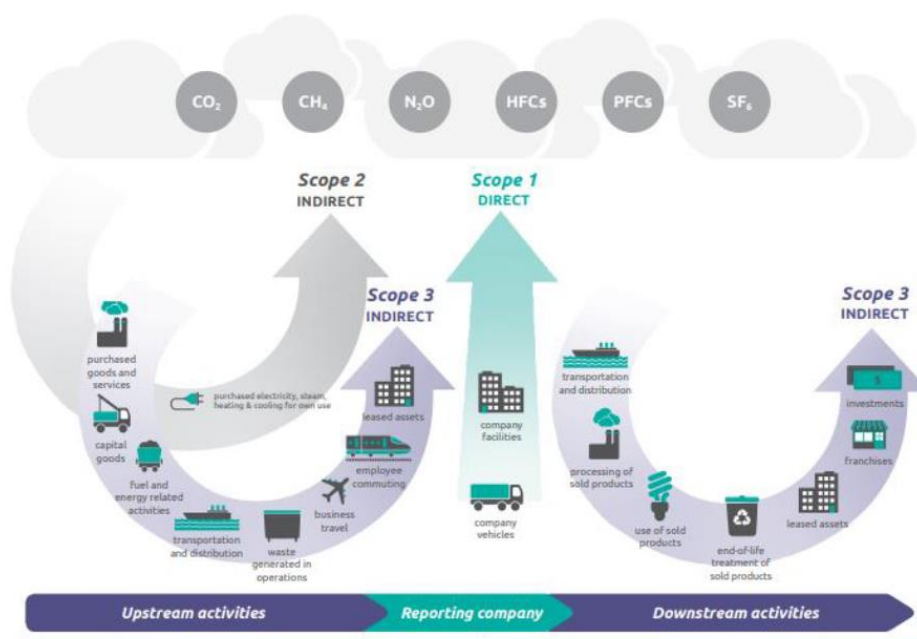 CO₂
CH₄
N₂O
HFCs
PFCs
SF₆
Scope 2
INDIRECT
Scope 1
DIRECT
Scope 3
INDIRECT
Scope 3
INDIRECT
purchased
goods and
services
capital
goods
fuel and
energy related
activities
transportation
and distribution
waste
generated in
operations
business
travel
employee
commuting
leased assets
purchased electricity, steam,
heating & cooling for own use
company
facilities
company
vehicles
transportation
and distribution
processing of
sold products
use of sold
products
end-of-life
treatment of
sold products
leased assets
franchises
investments
$
Upstream activities
Reporting company
Downstream activities